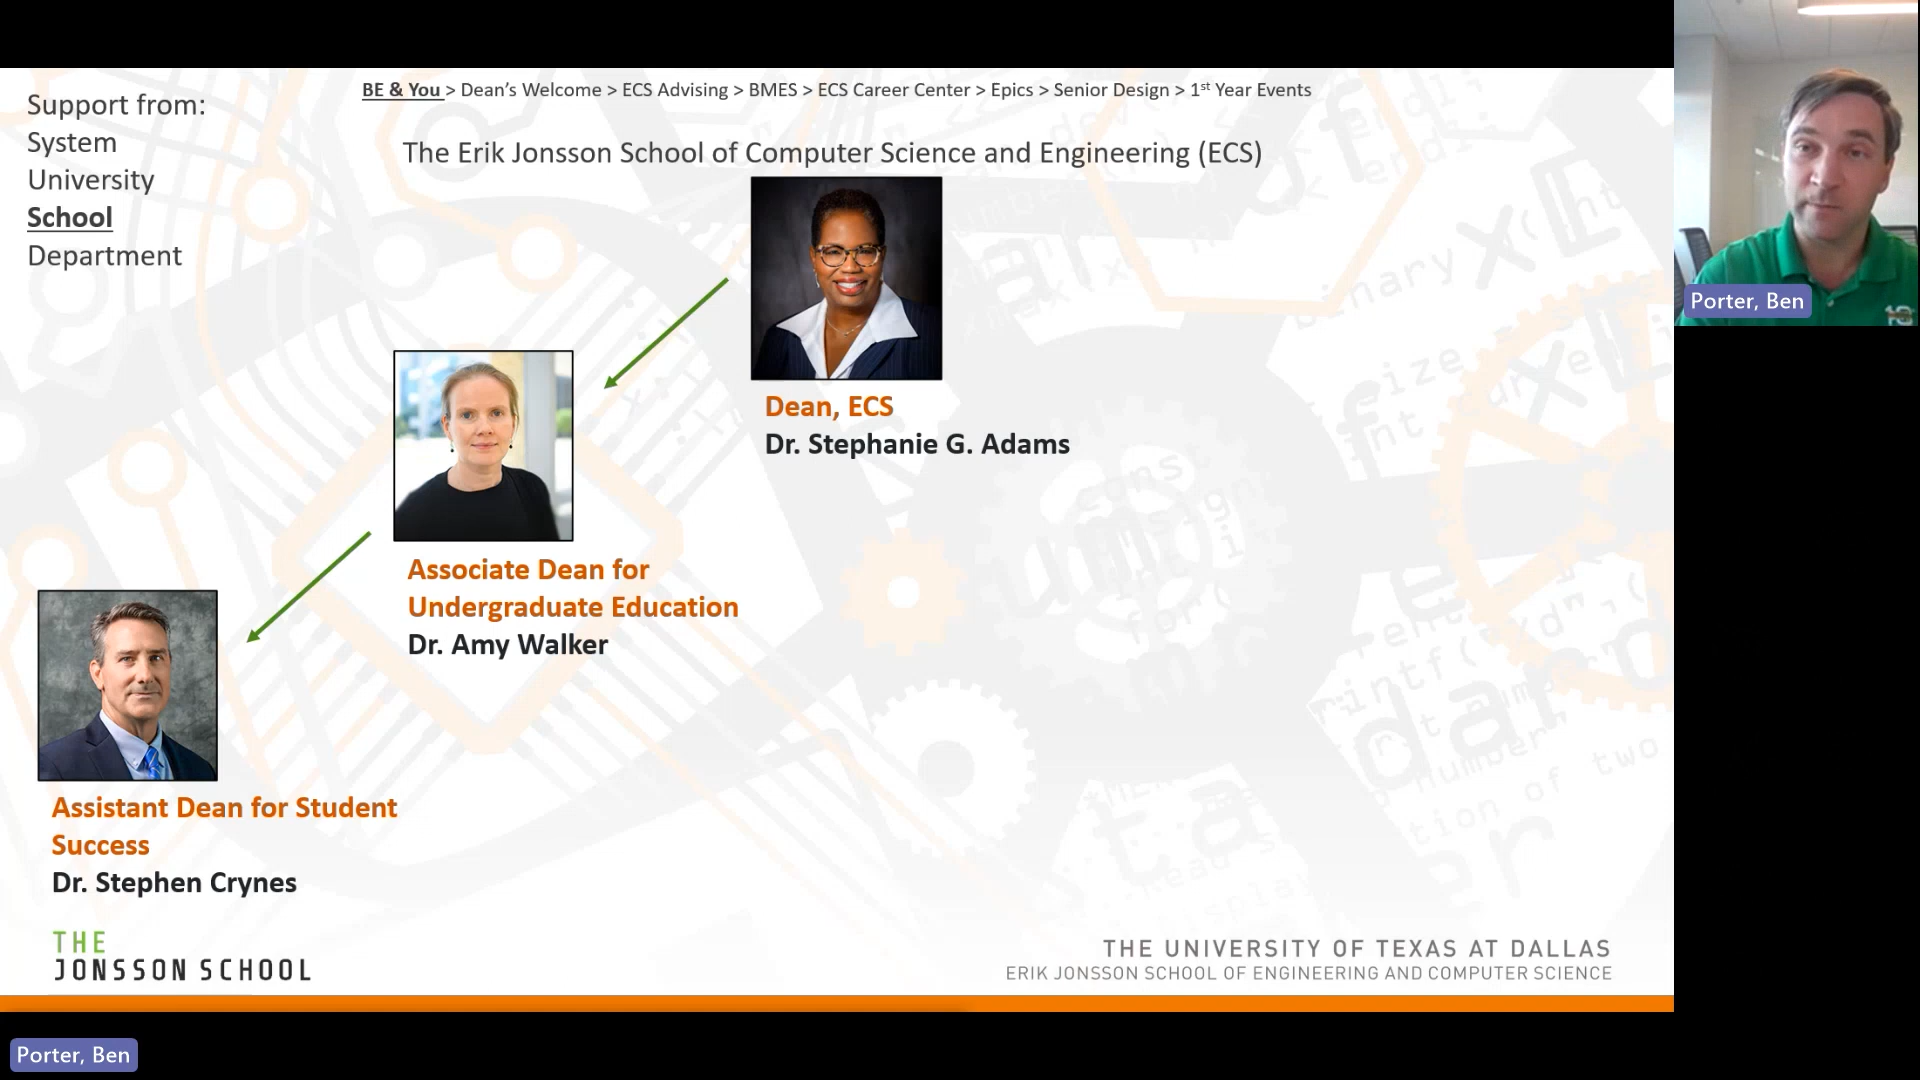 BE & You > Dean's Welcome > ECS Advising > BMES > ECS Career Center > Epics > Senior Design > 1st Year Events
Support from:
System
University
School
Department
The Erik Jonsson School of Computer Science and Engineering (ECS)
Porter, Ben
Dean, ECS
Dr. Stephanie G. Adams
Associate Dean for
Undergraduate Education
Dr. Amy Walker
Assistant Dean for Student
Success
Dr. Stephen Crynes
THE
JONSSON SCHOOL
THE UNIVERSITY OF TEXAS AT DALLAS
ERIK JONSSON SCHOOL OF ENGINEERING AND COMPUTER SCIENCE
Porter, Ben